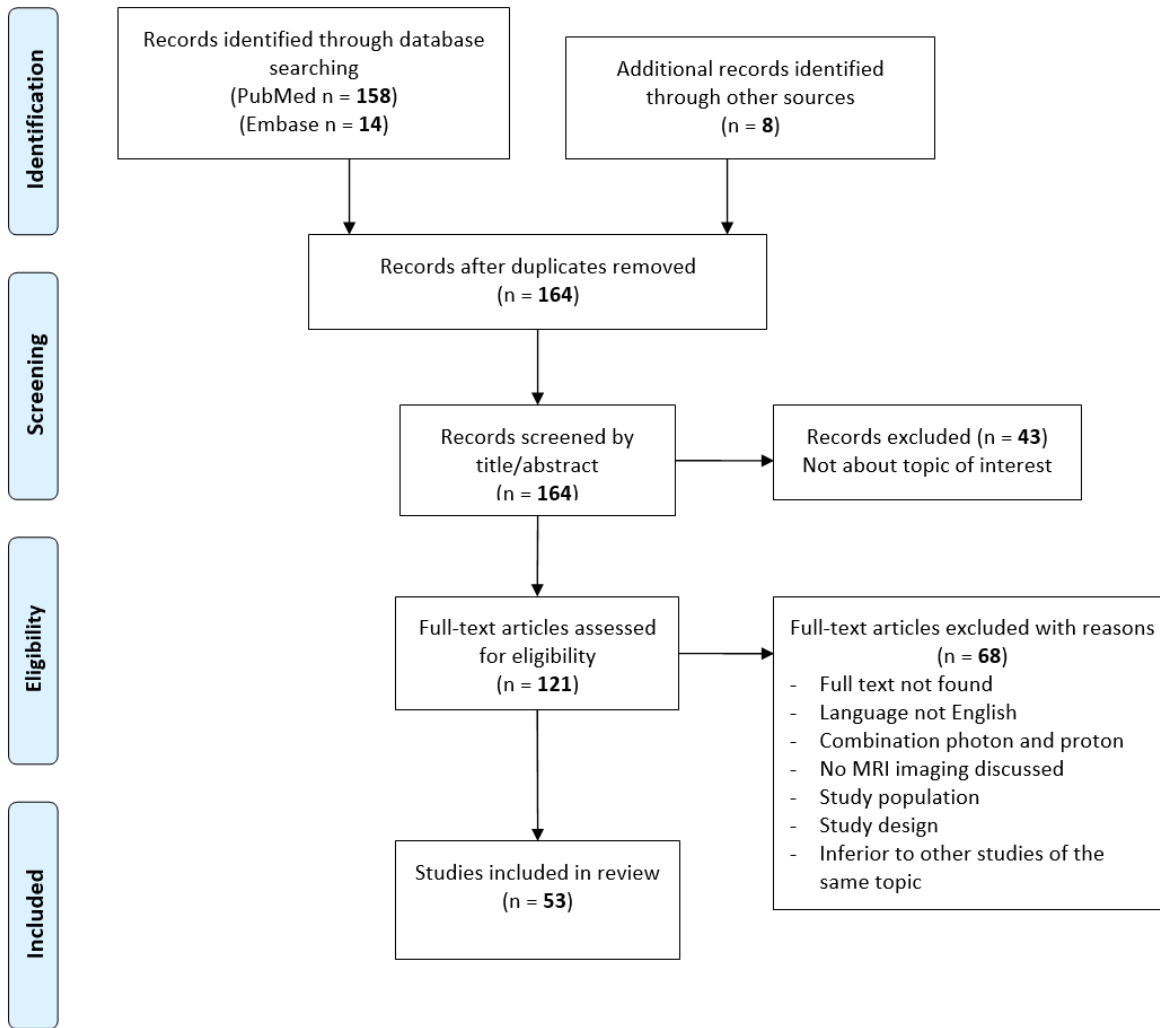 Identification
Records identified through database
searching
(PubMed n = 158)
(Embase n = 14)
Additional records identified
through other sources
(n = 8)
Records after duplicates removed
(n = 164)
Screening
Records screened by
title/abstract
(n = 164)
Records excluded (n = 43)
Not about topic of interest
Eligibility
Full-text articles assessed
for eligibility
(n = 121)
Full-text articles excluded with reasons
(n = 68)
- Full text not found
- Language not English
- Combination photon and proton
- No MRI imaging discussed
- Study population
- Study design
- Inferior to other studies of the
same topic
Included
Studies included in review
(n = 53)